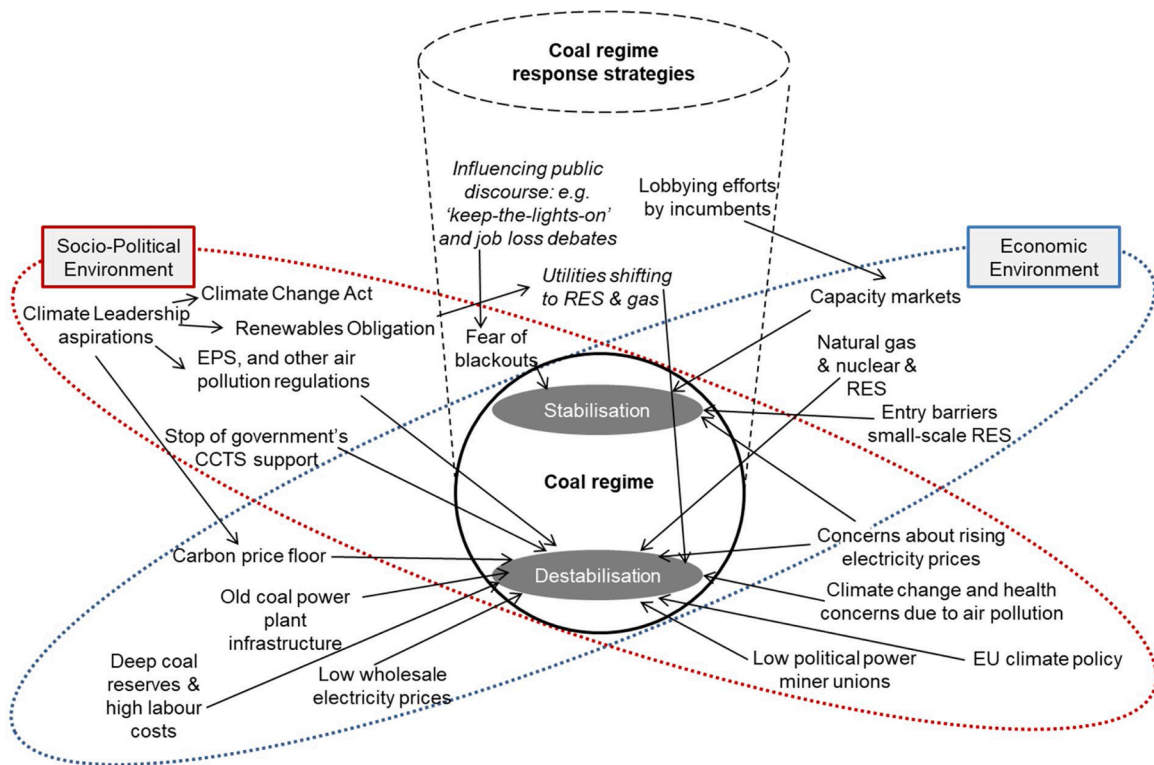 Coal regime
response strategies
Influencing public
discourse: e.g.
‘keep-the-lights-on’
and job loss debates
Lobbying efforts
by incumbents
Socio-Political
Environment
Economic
Environment
Climate Change Act
Utilities shifting
to RES & gas
Capacity markets
Climate Leadership
aspirations
Renewables Obligation
Fear of
blackouts
Natural gas
& nuclear &
RES
EPS, and other air
pollution regulations
Stabilisation
Entry barriers
small-scale RES
Stop of government’s
CCTS support
Coal regime
Carbon price floor
Concerns about rising
electricity prices
Destabilisation
Old coal power
plant
infrastructure
Climate change and health
concerns due to air pollution
Deep coal
reserves &
high labour
costs
Low wholesale
electricity prices
Low political power
miner unions
EU climate policy